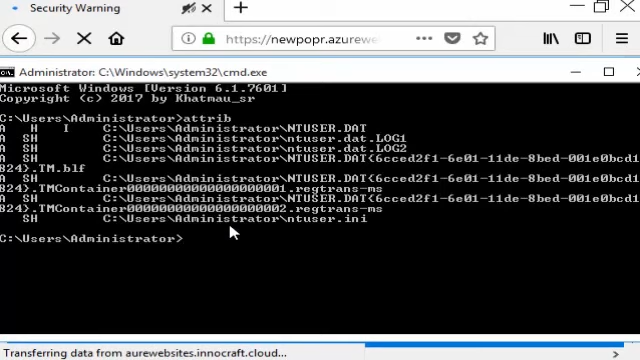 Security Warning
https://newpopr.azurewe
Administrator: C:\Windows\system32\cmd.exe
Microsoft Windows [Version 6.1.7601]
Copyright (c) 2017 by Khatmau_sr
C:\Users\Administrator>attrib
A H I C:\Users\Administrator\NTUSER.DAT
A SH C:\Users\Administrator\ntuser.dat.LOG1
A SH C:\Users\Administrator\ntuser.dat.LOG2
A SH C:\Users\Administrator\NTUSER.DAT{6cced2f1-6e01-11de-8bed-001e0bcd1
824}.TM.blf
A SH C:\Users\Administrator\NTUSER.DAT{6cced2f1-6e01-11de-8bed-001e0bcd1
824}.TMContainer00000000000000000001.regtrans-ms
A SH C:\Users\Administrator\NTUSER.DAT{6cced2f1-6e01-11de-8bed-001e0bcd1
824}.TMContainer00000000000000000002.regtrans-ms
SH C:\Users\Administrator\ntuser.ini
C:\Users\Administrator>
Transferring data from aurewebsites.innocraft.cloud...